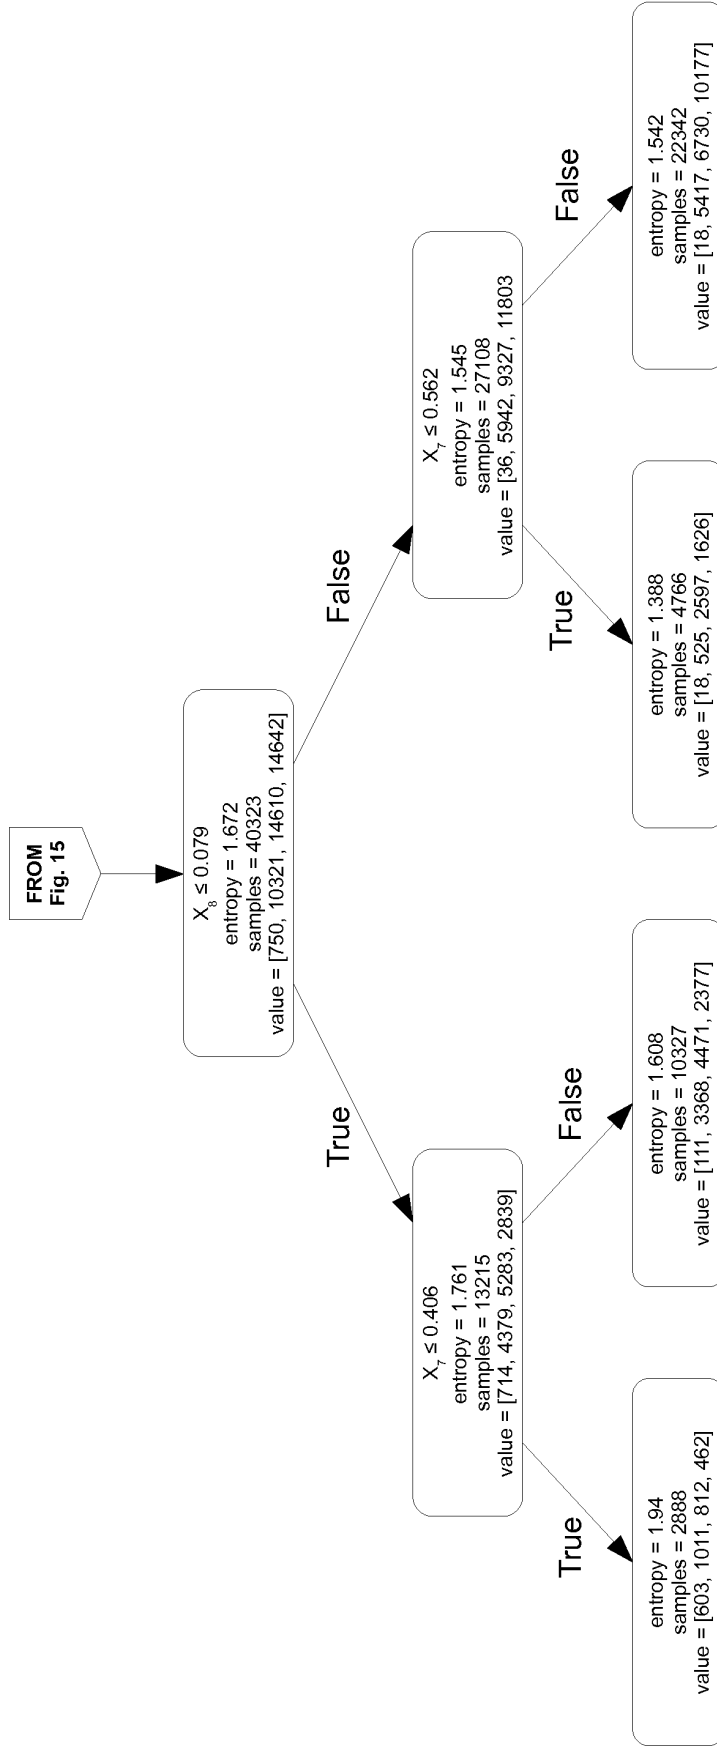 FROM
Fig. 15
X₈ ≤ 0.079
entropy = 1.672
samples = 40323
value = [750, 10321, 14610, 14642]
True
False
X₇ ≤ 0.406
entropy = 1.761
samples = 13215
value = [714, 4379, 5283, 2839]
X₇ ≤ 0.562
entropy = 1.545
samples = 27108
value = [36, 5942, 9327, 11803
True
False
True
False
entropy = 1.94
samples = 2888
value = [603, 1011, 812, 462]
entropy = 1.608
samples = 10327
value = [111, 3368, 4471, 2377]
entropy = 1.388
samples = 4766
value = [18, 525, 2597, 1626]
entropy = 1.542
samples = 22342
value = [18, 5417, 6730, 10177]